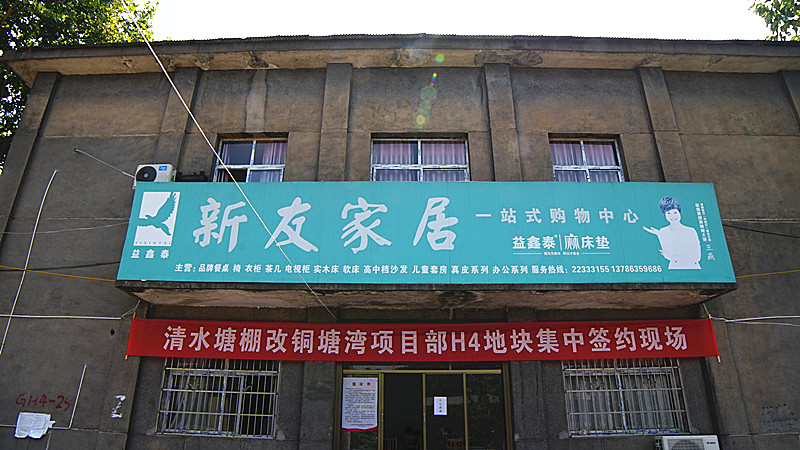 新友家居 一站式购物中心
益鑫泰
益鑫泰 麻床垫
王燕
主营：品牌餐桌 椅 衣柜 茶几 电视柜 实木床 软床 高中档沙发 儿童套房 真皮系列 办公系列 服务热线：22333155 13786359686
清水塘棚改铜塘湾项目部H4地块集中签约现场
GH4-25